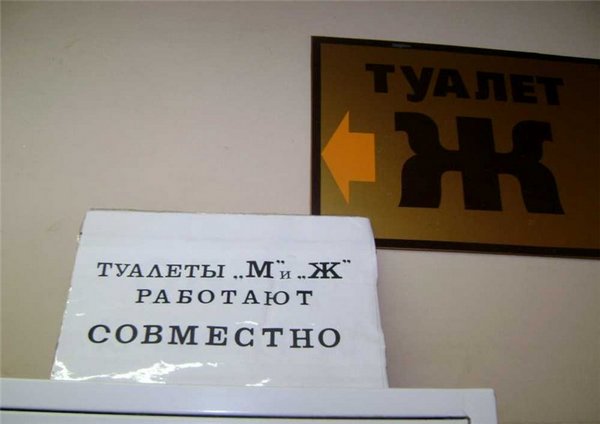 ТУАЛЕТ
Ж
ТУАЛЕТЫ „М“ и „Ж“
РАБОТАЮТ
СОВМЕСТНО